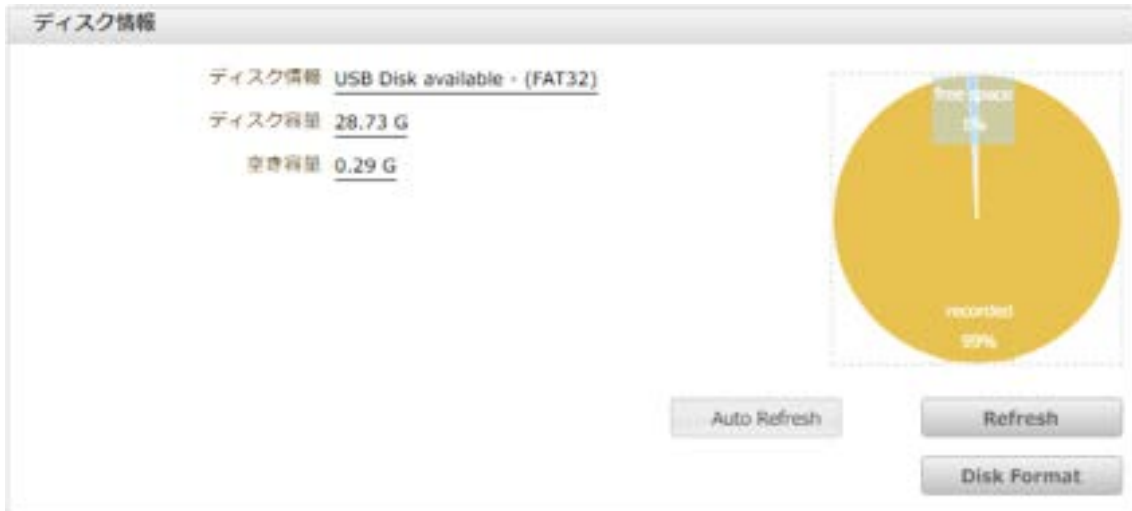 ディスク情報
ディスク情報 USB Disk available - (FAT32)
ディスク容量 28.73 G
空き容量 0.29 G
free space
1%
recorded
99%
Auto Refresh
Refresh
Disk Format